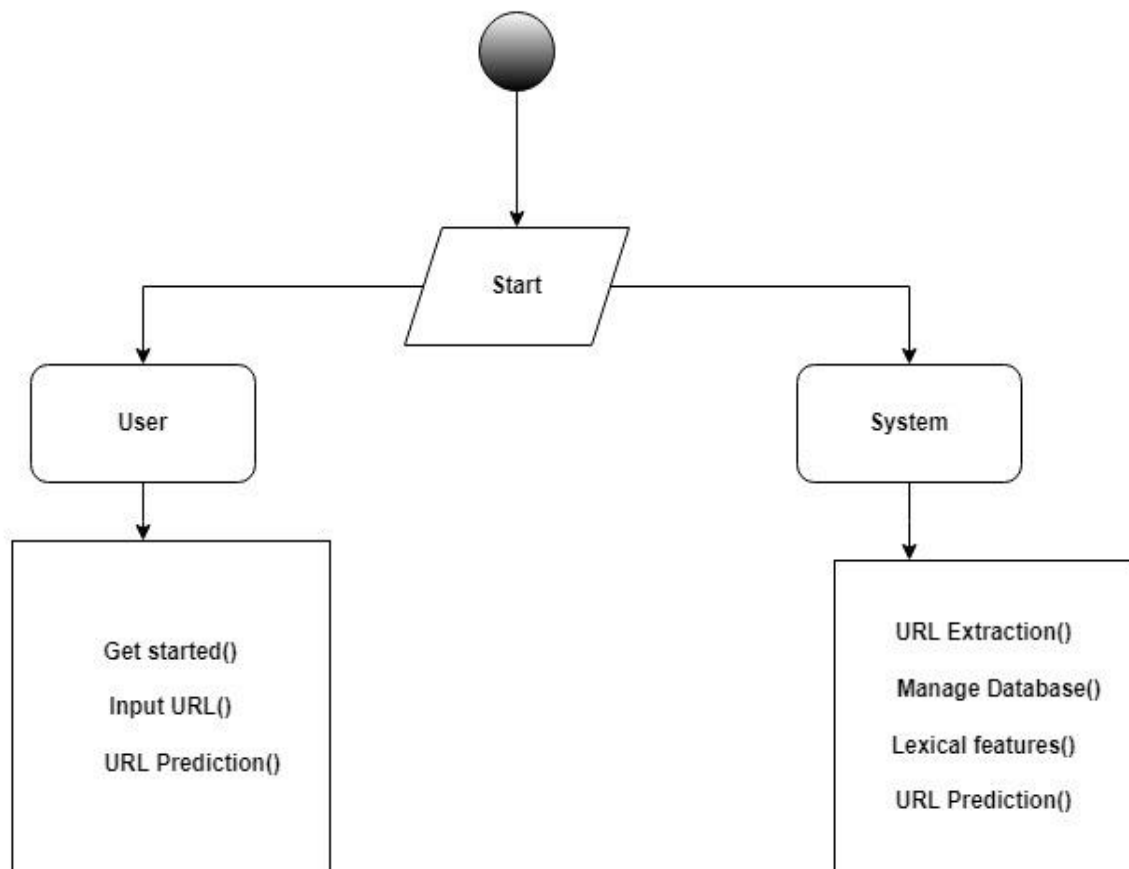 Start
User
System
Get started()
Input URL()
URL Prediction()
URL Extraction()
Manage Database()
Lexical features()
URL Prediction()